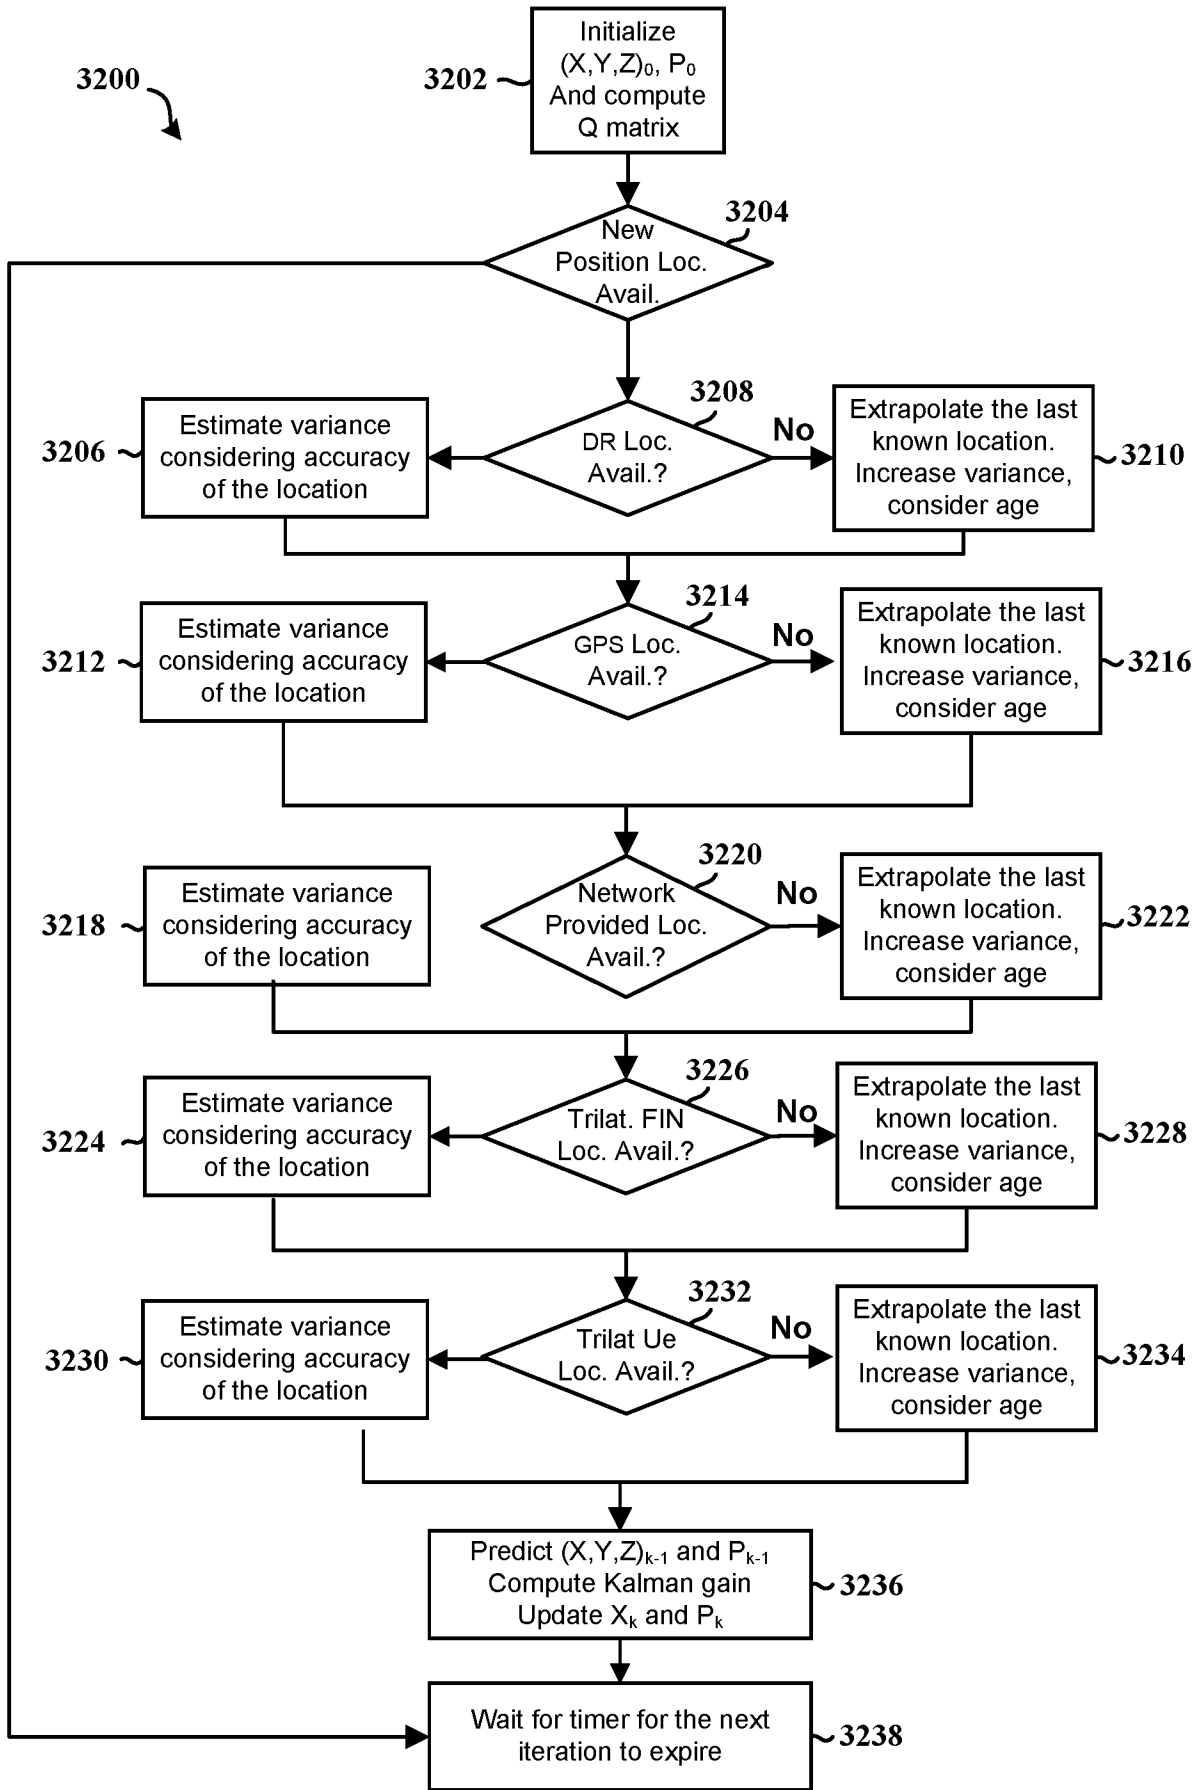 Initialize
(X,Y,Z)₀, P₀
And compute
Q matrix
3200
3202
3204
New
Position Loc.
Avail.
3206
Estimate variance
considering accuracy
of the location
3208
DR Loc.
Avail.?
No
Extrapolate the last
known location.
Increase variance,
consider age
3210
3212
Estimate variance
considering accuracy
of the location
3214
GPS Loc.
Avail.?
No
Extrapolate the last
known location.
Increase variance,
consider age
3216
3218
Estimate variance
considering accuracy
of the location
3220
Network
Provided Loc.
Avail.?
No
Extrapolate the last
known location.
Increase variance,
consider age
3222
3224
Estimate variance
considering accuracy
of the location
3226
Trilat. FIN
Loc. Avail.?
No
Extrapolate the last
known location.
Increase variance,
consider age
3228
3230
Estimate variance
considering accuracy
of the location
3232
Trilat Ue
Loc. Avail.?
No
Extrapolate the last
known location.
Increase variance,
consider age
3234
Predict (X,Y,Z)ₖ₋₁ and Pₖ₋₁
Compute Kalman gain
Update Xₖ and Pₖ
3236
Wait for timer for the next
iteration to expire
3238